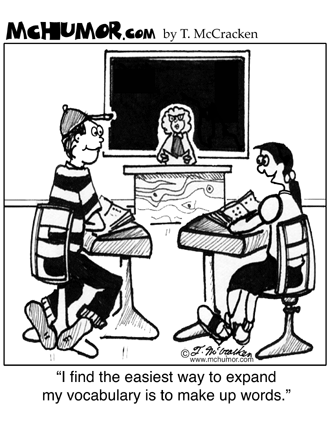 McHUMOR.com by T. McCracken
© T. McCracken
www.mchumor.com
“I find the easiest way to expand
my vocabulary is to make up words.”